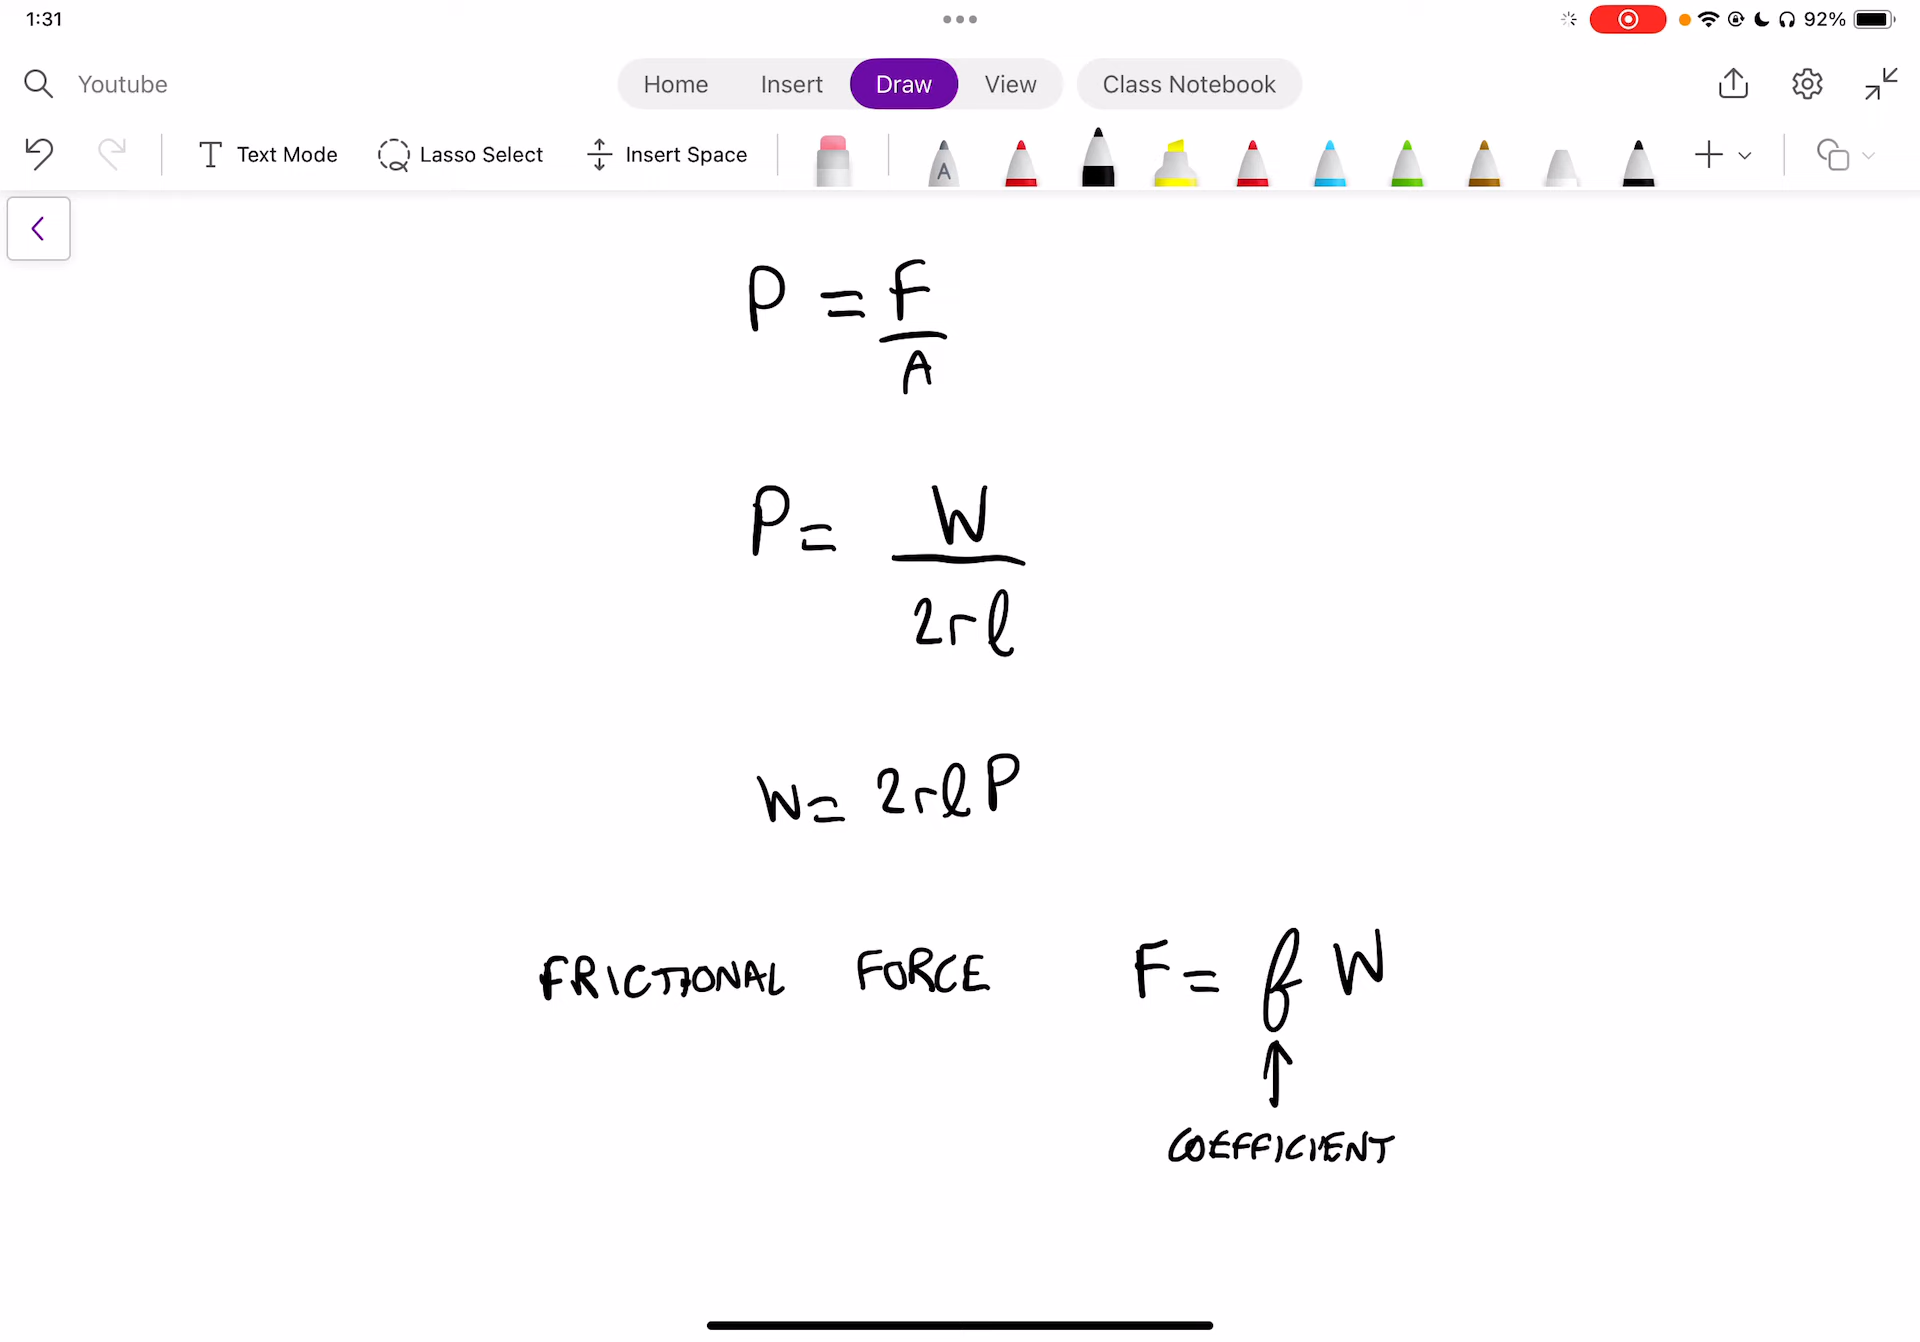 1:31
92%
Youtube
Home Insert Draw View Class Notebook
Text Mode Lasso Select Insert Space A
P = F
A
P = W
2rl
W = 2rlP
FRICTIONAL FORCE F = f W
COEFFICIENT